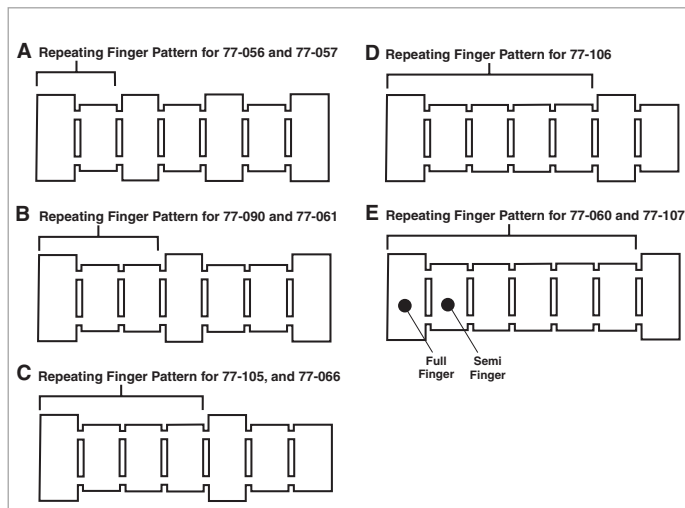 A Repeating Finger Pattern for 77-056 and 77-057
B Repeating Finger Pattern for 77-090 and 77-061
C Repeating Finger Pattern for 77-105, and 77-066
D Repeating Finger Pattern for 77-106
E Repeating Finger Pattern for 77-060 and 77-107
Full
Finger
Semi
Finger